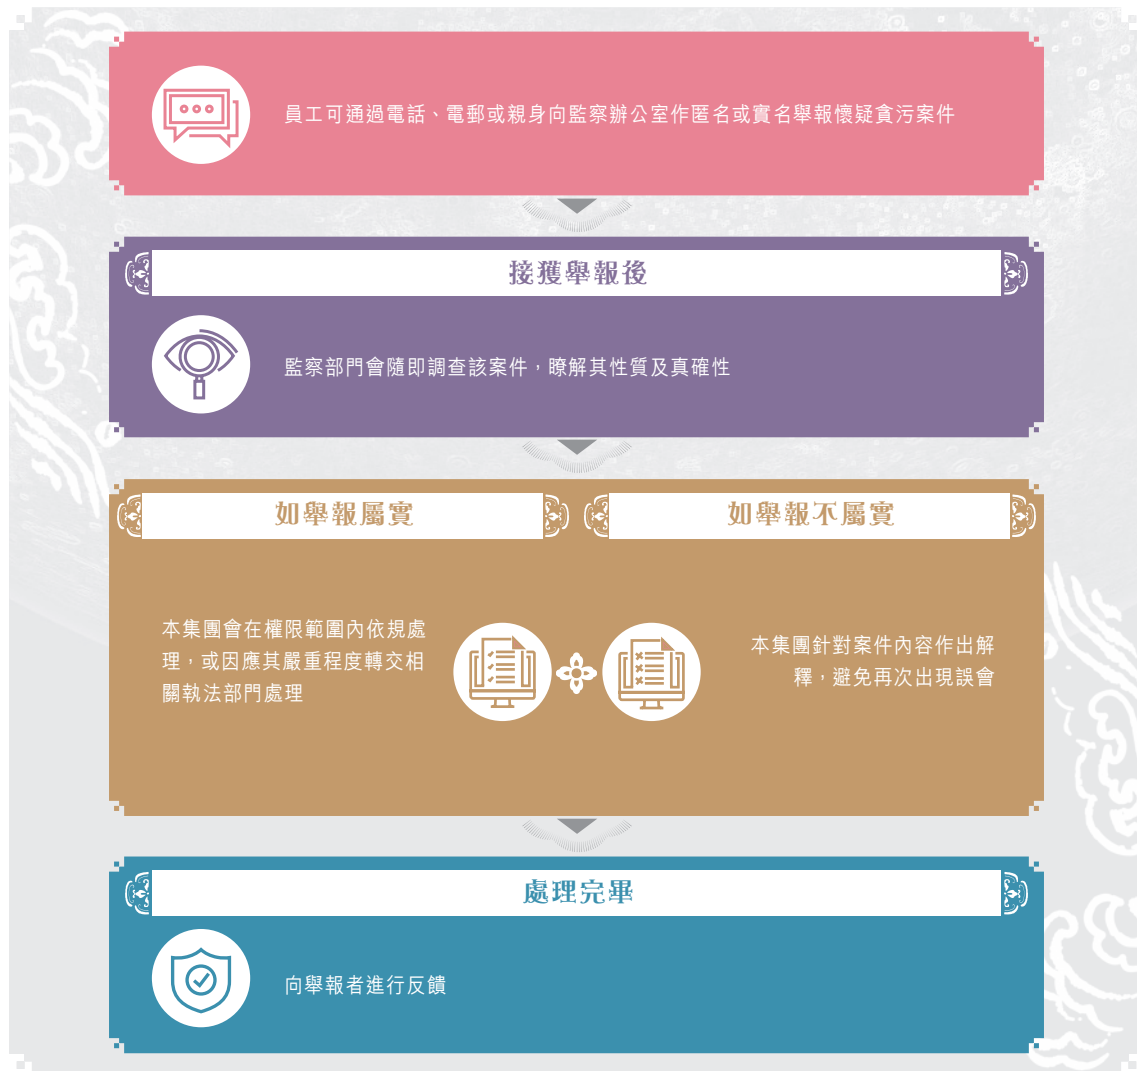 員工可通過電話、電郵或親身向監察辦公室作匿名或實名舉報懷疑貪污案件
接獲舉報後
監察部門會隨即調查該案件，瞭解其性質及真確性
如舉報屬實
本集團會在權限範圍內依規處
理，或因應其嚴重程度轉交相
關執法部門處理
如舉報不屬實
本集團針對案件內容作出解
釋，避免再次出現誤會
處理完畢
向舉報者進行反饋